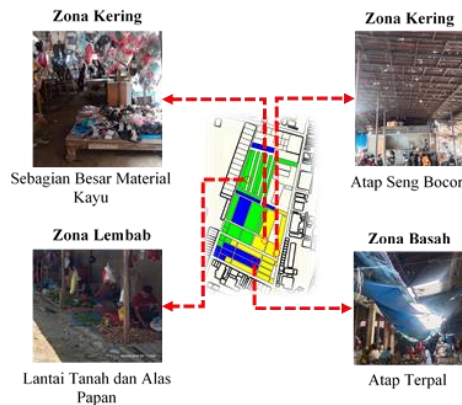 Zona Kering
Sebagian Besar Material
Kayu
Zona Kering
Atap Seng Bocor
Zona Lembab
Lantai Tanah dan Alas
Papan
Zona Basah
Atap Terpal